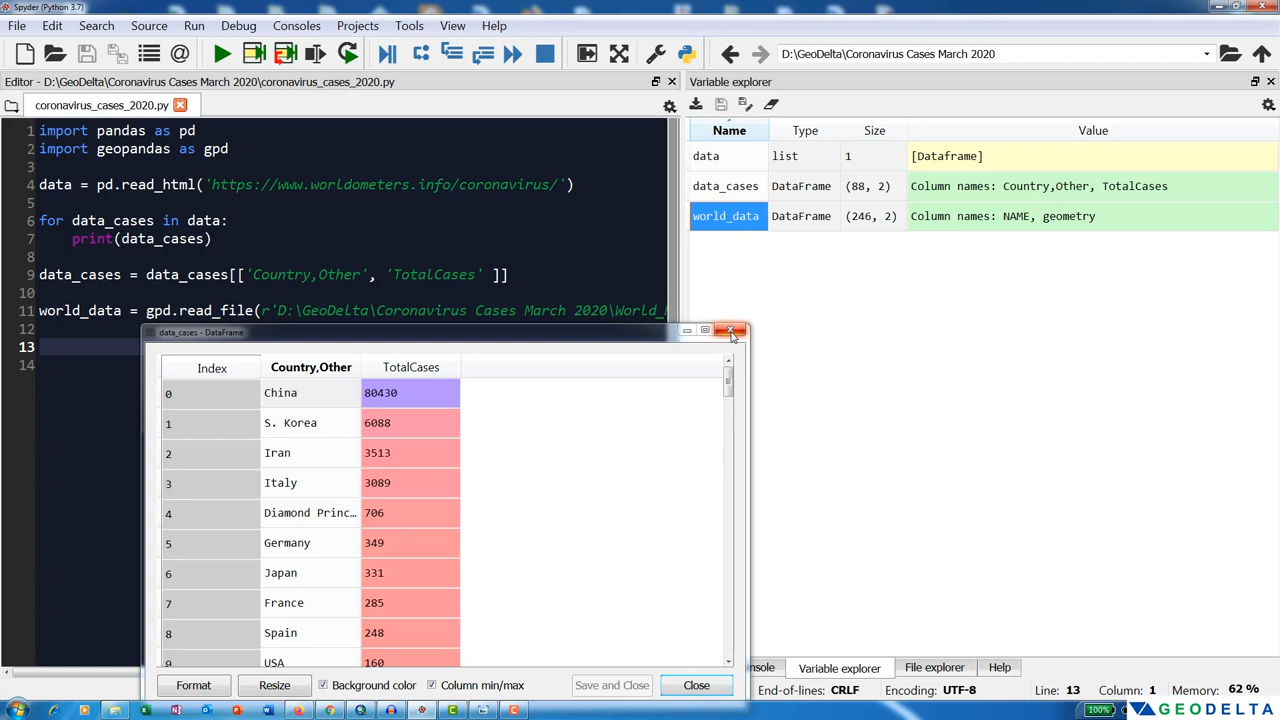 Spyder (Python 3.7)
File Edit Search Source Run Debug Consoles Projects Tools View Help
D:\GeoDelta\Coronavirus Cases March 2020
Editor - D:\GeoDelta\Coronavirus Cases March 2020\coronavirus_cases_2020.py
Variable explorer
coronavirus_cases_2020.py
Name Type Size Value
data list 1 [Dataframe]
data_cases DataFrame (88, 2) Column names: Country,Other, TotalCases
world_data DataFrame (246, 2) Column names: NAME, geometry
1 import pandas as pd
2 import geopandas as gpd
3
4 data = pd.read_html('https://www.worldometers.info/coronavirus/')
5
6 for data_cases in data:
7 print(data_cases)
8
9 data_cases = data_cases[['Country,Other', 'TotalCases' ]]
10
11 world_data = gpd.read_file(r'D:\GeoDelta\Coronavirus Cases March 2020\World_
12
13
14
data_cases - DataFrame
Index Country,Other TotalCases
0 China 80430
1 S. Korea 6088
2 Iran 3513
3 Italy 3089
4 Diamond Princ… 706
5 Germany 349
6 Japan 331
7 France 285
8 Spain 248
9 USA 160
Format Resize Background color Column min/max Save and Close Close
nsole Variable explorer File explorer Help
End-of-lines: CRLF Encoding: UTF-8 Line: 13 Column: 1 Memory: 62 %
100% GEODELTA